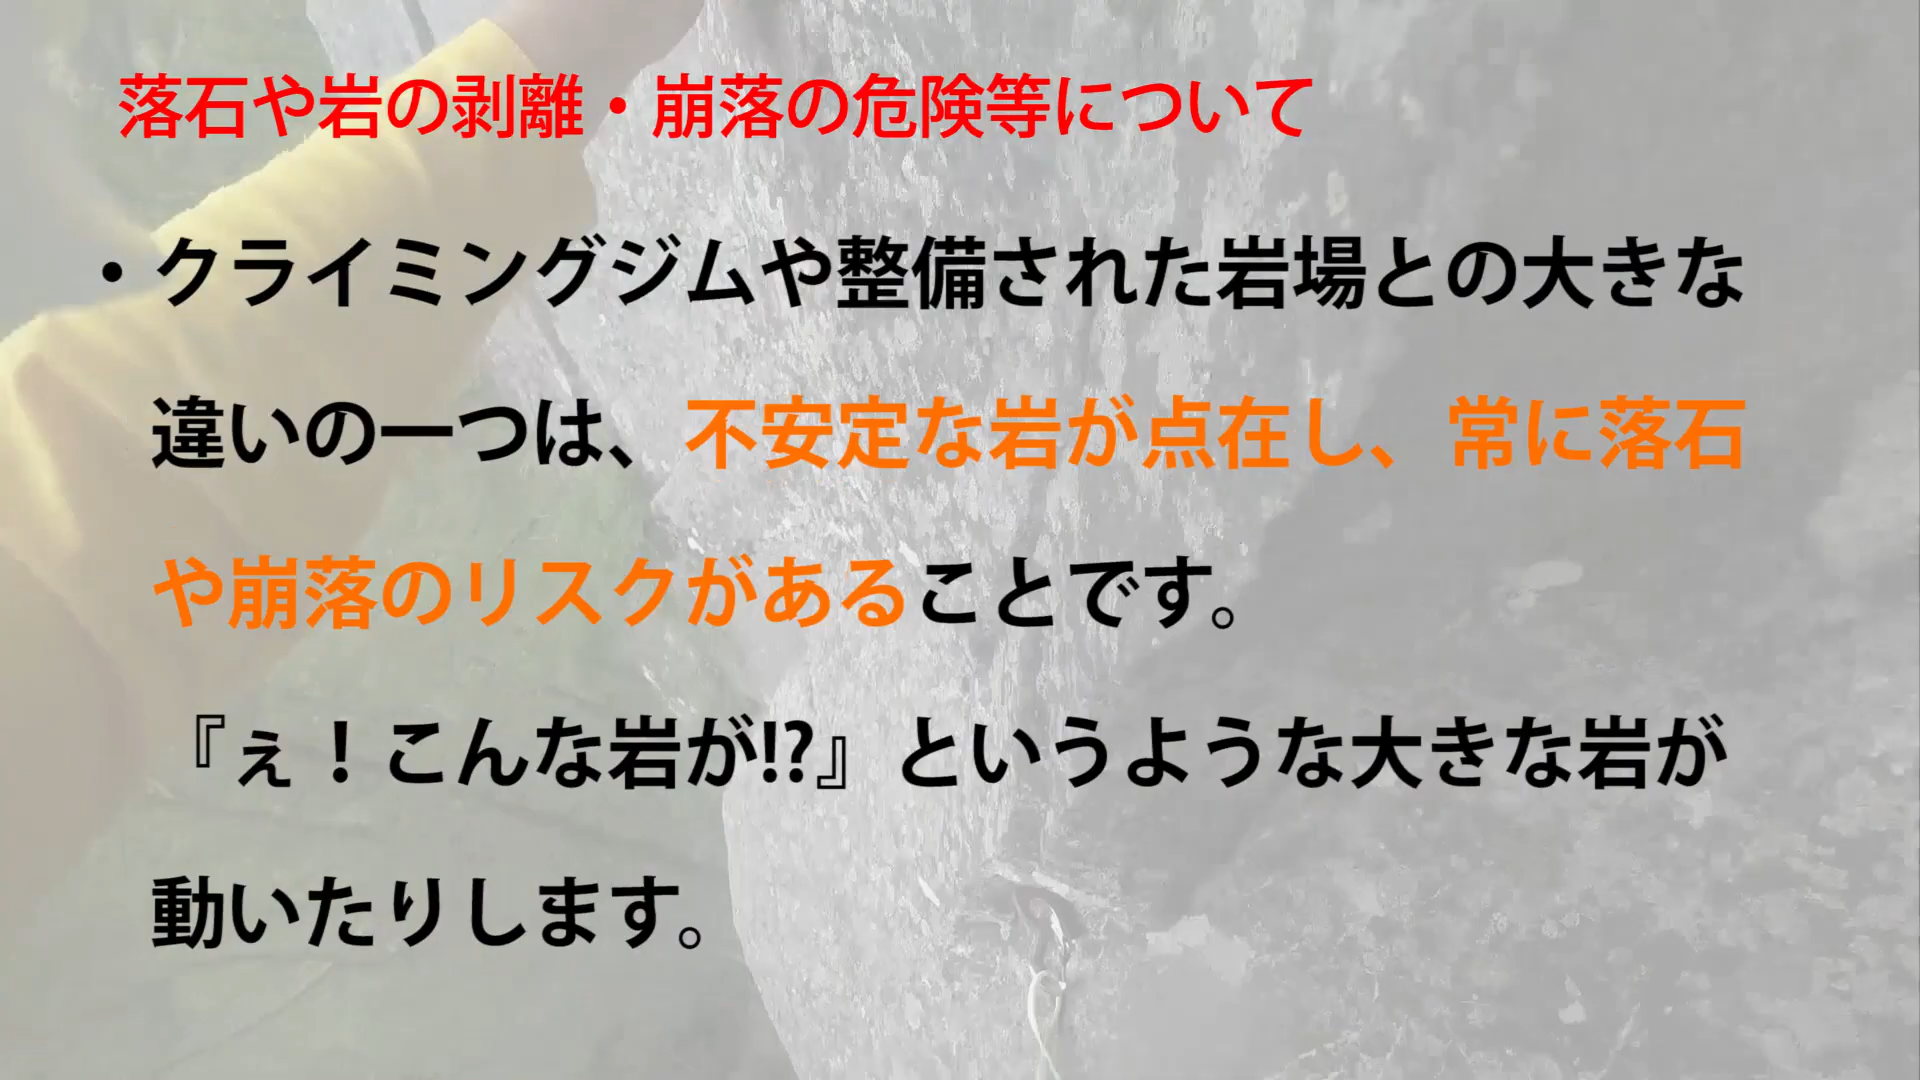 落石や岩の剥離・崩落の危険等について
・クライミングジムや整備された岩場との大きな
違いの一つは、不安定な岩が点在し、常に落石
や崩落のリスクがあることです。
『ぇ！こんな岩が!?』というような大きな岩が
動いたりします。